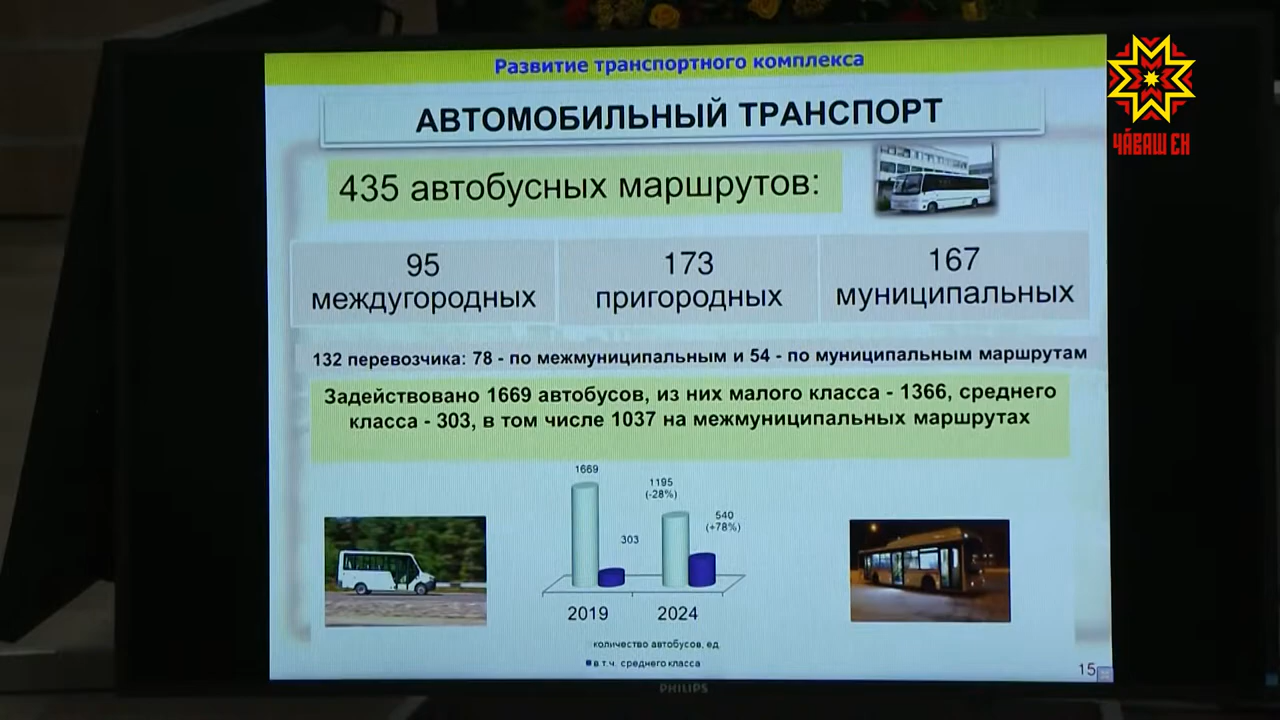 Развитие транспортного комплекса
АВТОМОБИЛЬНЫЙ ТРАНСПОРТ
ЧӐВАШ ЕН
435 автобусных маршрутов:
95
междугородных
173
пригородных
167
муниципальных
132 перевозчика: 78 - по межмуниципальным и 54 - по муниципальным маршрутам
Задействовано 1669 автобусов, из них малого класса - 1366, среднего
класса - 303, в том числе 1037 на межмуниципальных маршрутах
1669
303
1195
(-28%)
540
(+78%)
2019
2024
количество автобусов, ед
в т.ч. среднего класса
15
PHILIPS